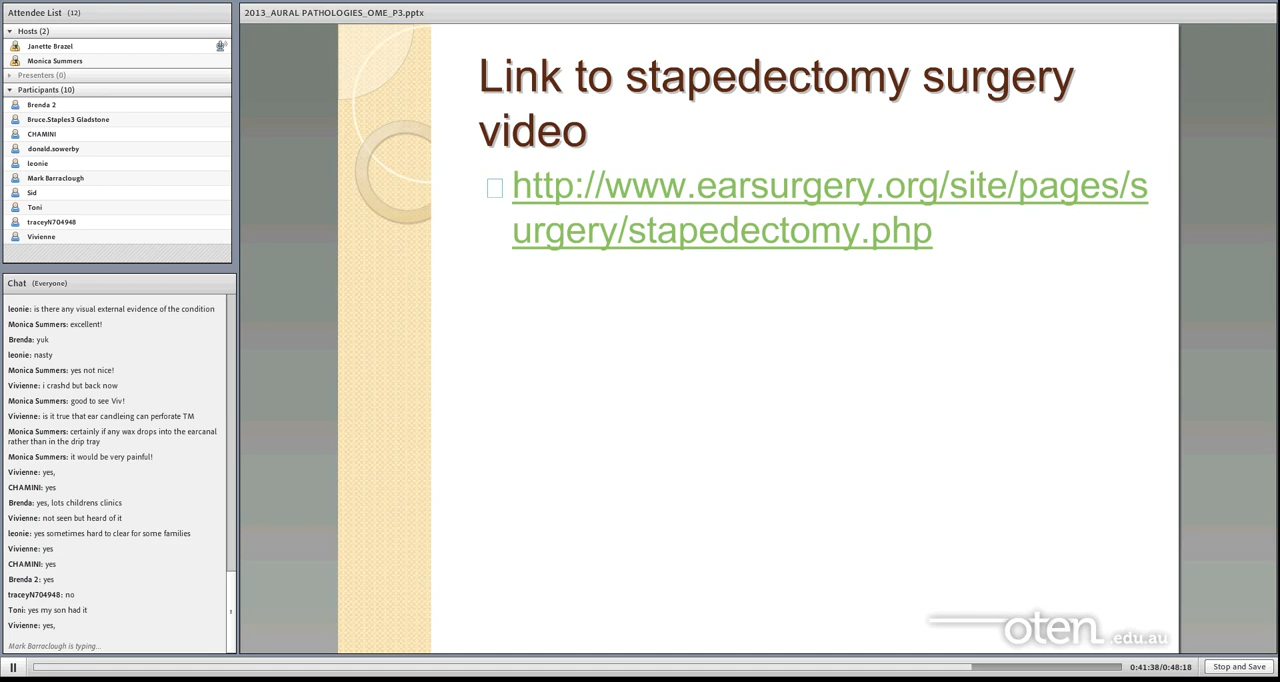 Attendee List (12)
Hosts (2)
Janette Brazel
Monica Summers
Presenters (0)
Participants (10)
Brenda 2
Bruce.Staples3 Gladstone
CHAMINI
donald.sowerby
leonie
Mark Barraclough
Sid
Toni
traceyN704948
Vivienne
Chat (Everyone)
leonie: is there any visual external evidence of the condition
Monica Summers: excellent!
Brenda: yuk
leonie: nasty
Monica Summers: yes not nice!
Vivienne: i crashd but back now
Monica Summers: good to see Viv!
Vivienne: is it true that ear candleing can perforate TM
Monica Summers: certainly if any wax drops into the earcanal
rather than in the drip tray
Monica Summers: it would be very painful!
Vivienne: yes,
CHAMINI: yes
Brenda: yes, lots childrens clinics
Vivienne: not seen but heard of it
leonie: yes sometimes hard to clear for some families
Vivienne: yes
CHAMINI: yes
Brenda 2: yes
traceyN704948: no
Toni: yes my son had it
Vivienne: yes,
Mark Barraclough is typing...
2013_AURAL PATHOLOGIES_OME_P3.pptx
Link to stapedectomy surgery
video
http://www.earsurgery.org/site/pages/s
urgery/stapedectomy.php
oten.edu.au
0:41:38/0:48:18
Stop and Save